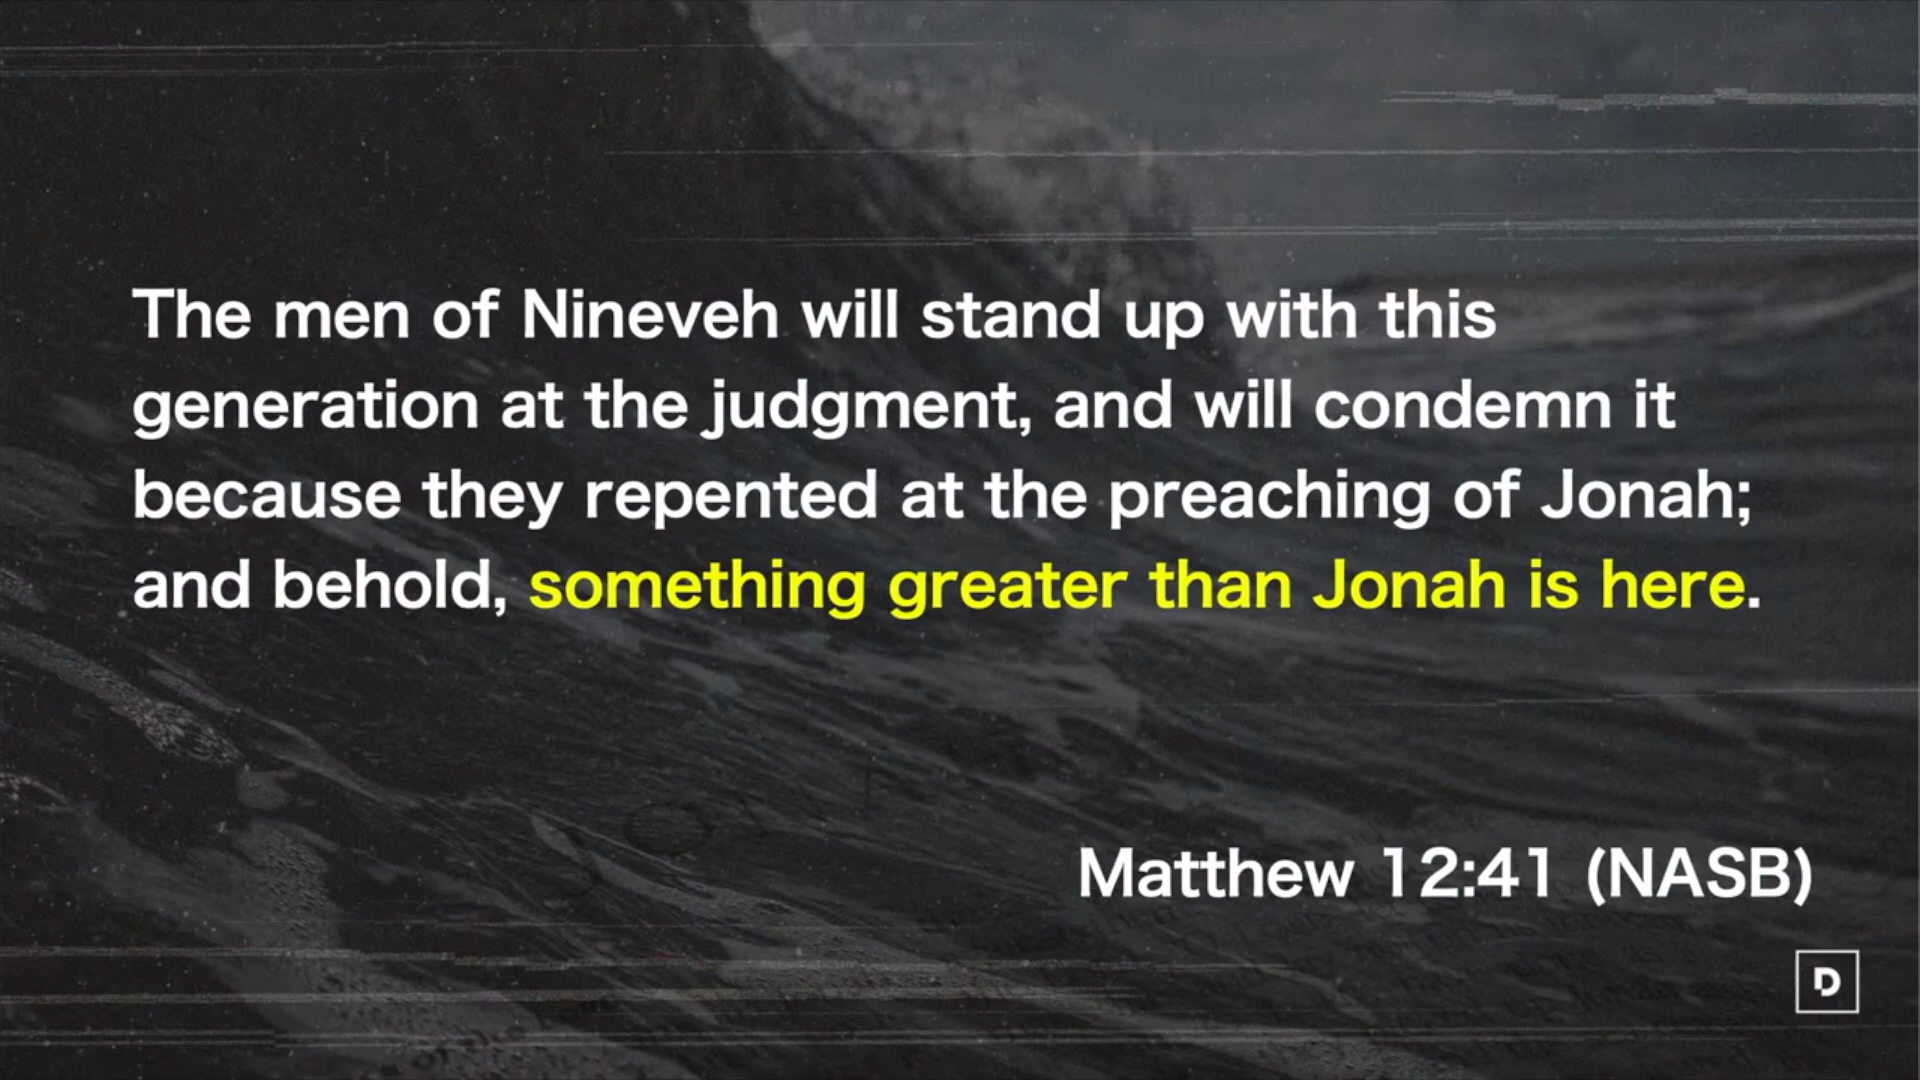 The men of Nineveh will stand up with this
generation at the judgment, and will condemn it
because they repented at the preaching of Jonah;
and behold, something greater than Jonah is here.
Matthew 12:41 (NASB)
D